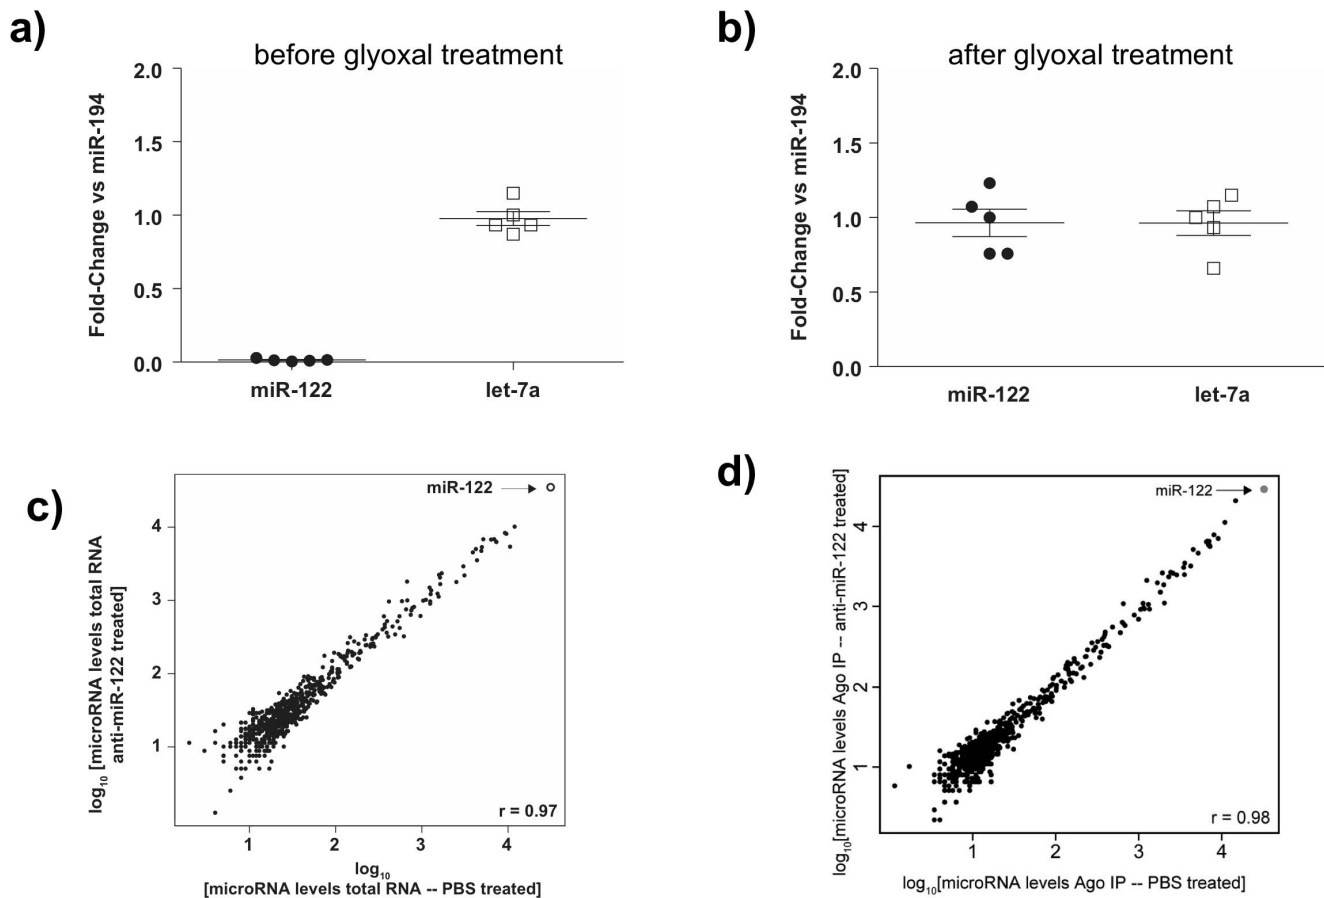 a)
before glyoxal treatment
Fold-Change vs miR-194
2.0
1.5
1.0
0.5
0.0
miR-122
let-7a
b)
after glyoxal treatment
Fold-Change vs miR-194
2.0
1.5
1.0
0.5
0.0
miR-122
let-7a
c)
log10 [microRNA levels total RNA
anti-miR-122 treated]
4
3
2
1
miR-122
r = 0.97
1 2 3 4
log10
[microRNA levels total RNA -- PBS treated]
d)
log10[microRNA levels Ago IP -- anti-miR-122 treated]
4
3
2
1
miR-122
r = 0.98
1 2 3 4
log10[microRNA levels Ago IP -- PBS treated]